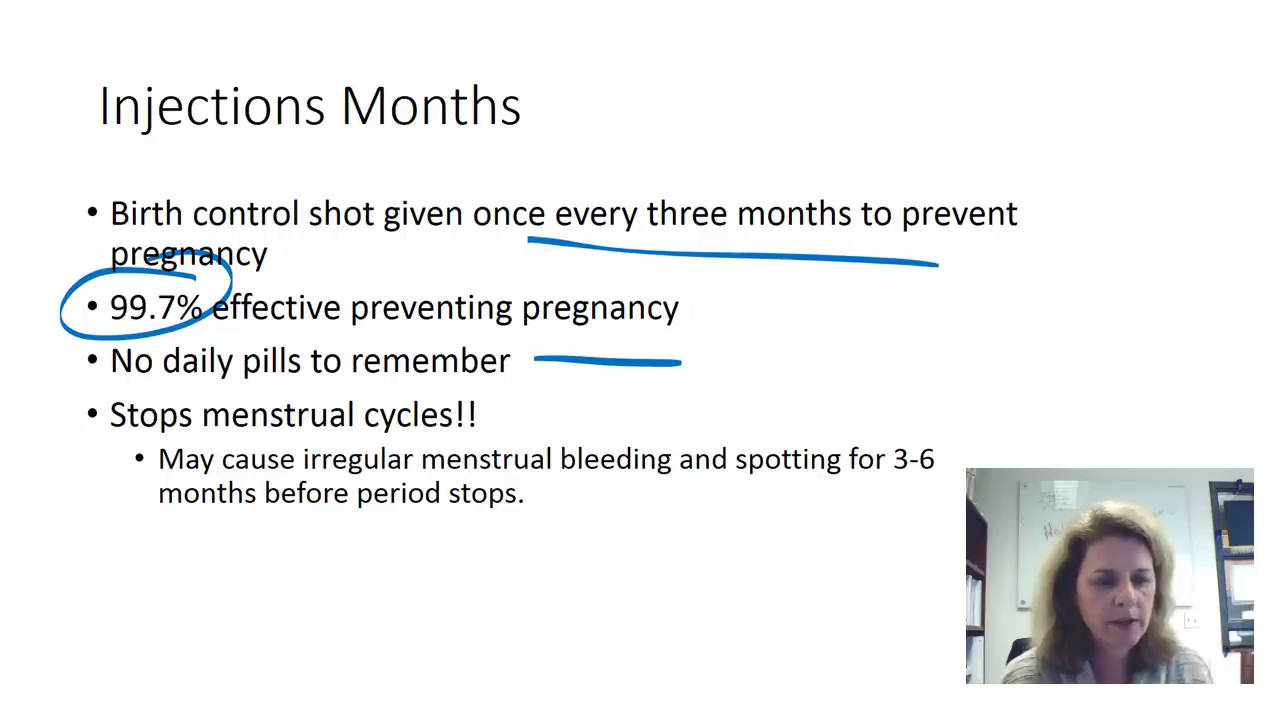 Injections Months
• Birth control shot given once every three months to prevent
pregnancy
• 99.7% effective preventing pregnancy
• No daily pills to remember
• Stops menstrual cycles!!
• May cause irregular menstrual bleeding and spotting for 3-6
months before period stops.